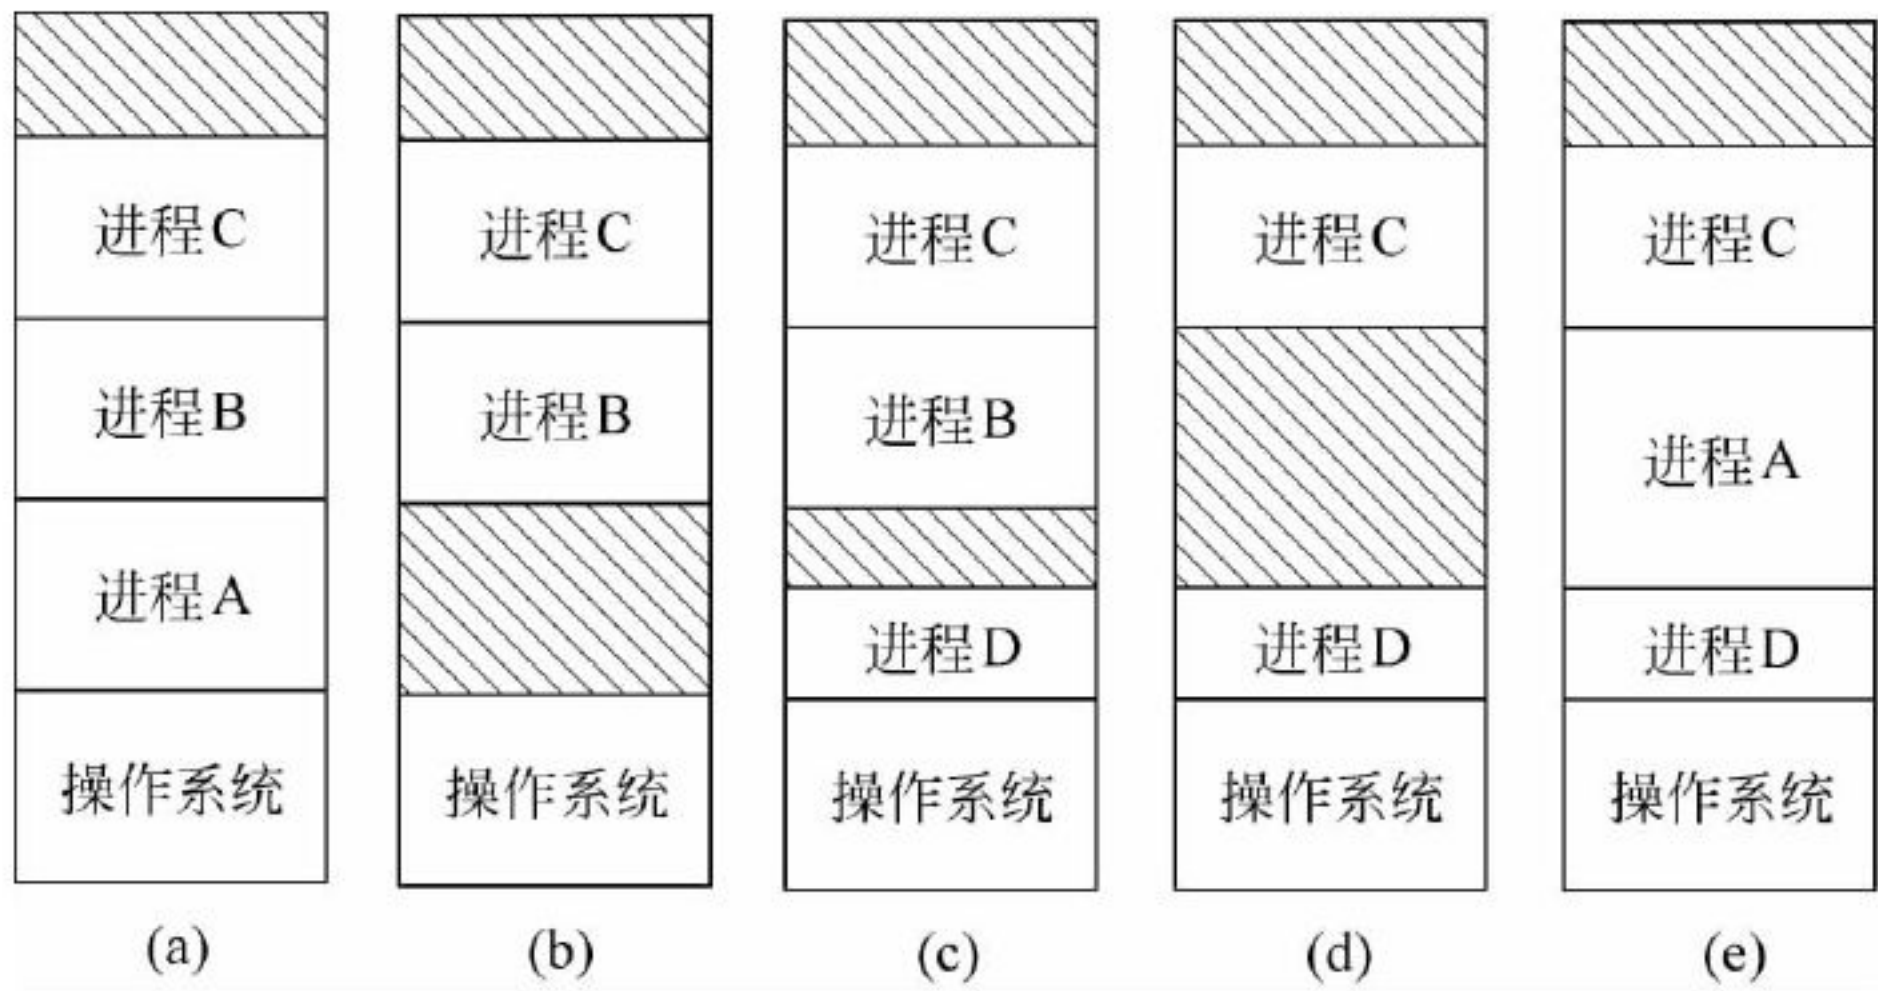 进程C
进程B
进程A
操作系统
(a)
进程C
进程B
操作系统
(b)
进程C
进程B
进程D
操作系统
(c)
进程C
进程D
操作系统
(d)
进程C
进程A
进程D
操作系统
(e)